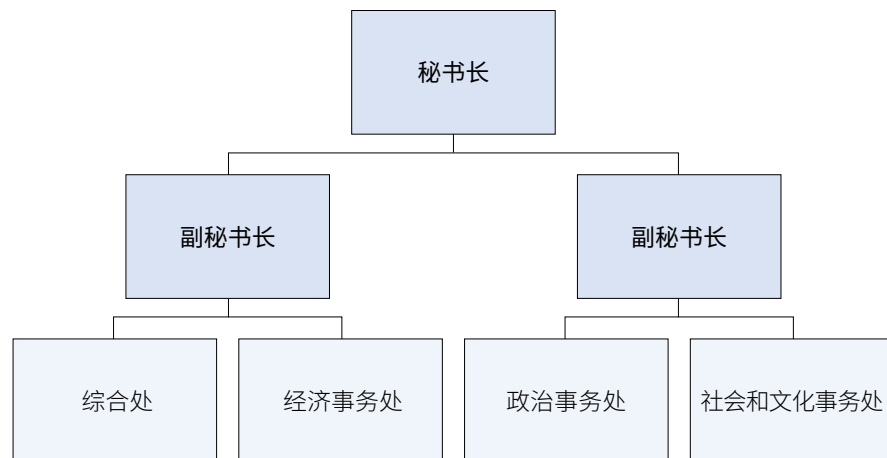 秘书长
副秘书长
副秘书长
综合处
经济事务处
政治事务处
社会和文化事务处